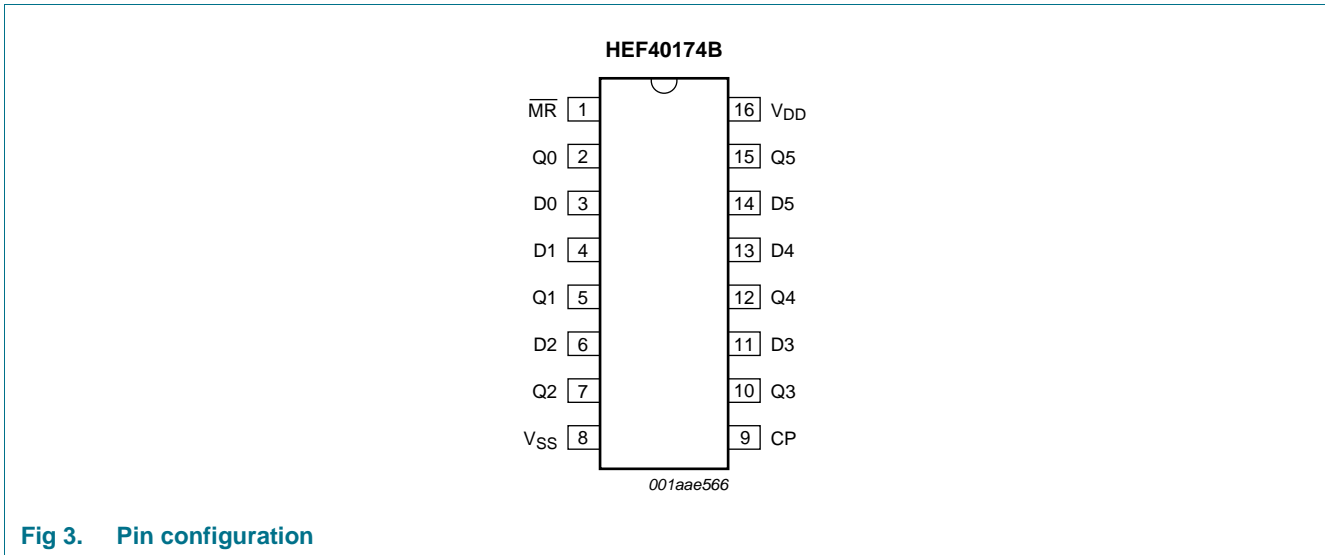 HEF40174B
MR 1 16 VDD
Q0 2 15 Q5
D0 3 14 D5
D1 4 13 D4
Q1 5 12 Q4
D2 6 11 D3
Q2 7 10 Q3
VSS 8 9 CP
001aae566
Fig 3. Pin configuration